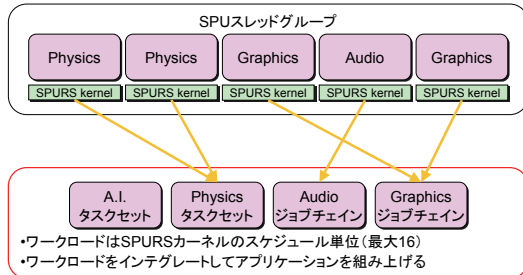 SPUスレッドグループ
Physics Physics Graphics Audio Graphics
SPURS kernel SPURS kernel SPURS kernel SPURS kernel SPURS kernel
A.I. Physics Audio Graphics
タスクセット タスクセット ジョブチェイン ジョブチェイン
•ワークロードはSPURSカーネルのスケジュール単位（最大16）
•ワークロードをインテグレートしてアプリケーションを組み上げる